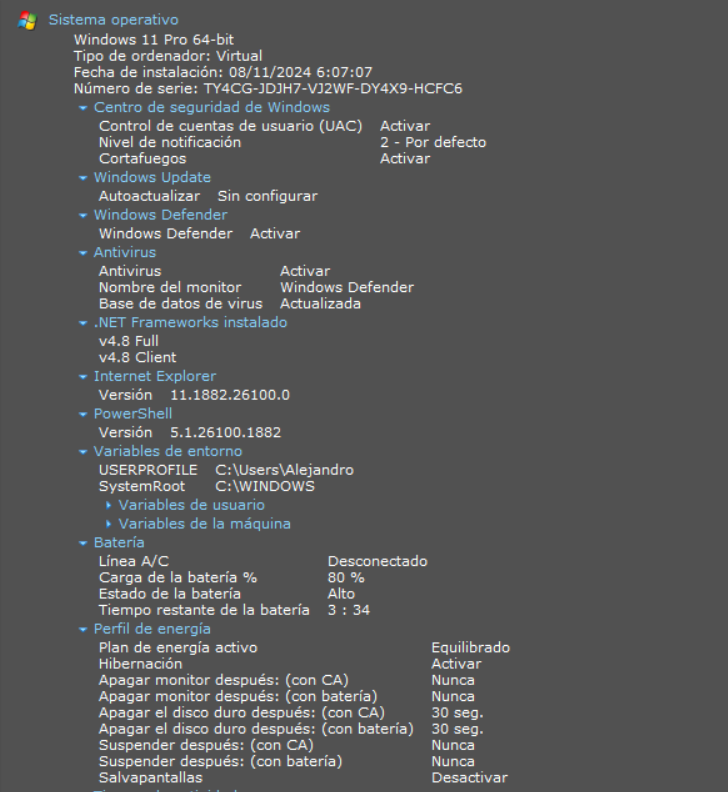 Sistema operativo
Windows 11 Pro 64-bit
Tipo de ordenador: Virtual
Fecha de instalación: 08/11/2024 6:07:07
Número de serie: TY4CG-JDJH7-VJ2WF-DY4X9-HCFC6
Centro de seguridad de Windows
Control de cuentas de usuario (UAC) Activar
Nivel de notificación 2 - Por defecto
Cortafuegos Activar
Windows Update
Autoactualizar Sin configurar
Windows Defender
Windows Defender Activar
Antivirus
Antivirus Activar
Nombre del monitor Windows Defender
Base de datos de virus Actualizada
.NET Frameworks instalado
v4.8 Full
v4.8 Client
Internet Explorer
Versión 11.1882.26100.0
PowerShell
Versión 5.1.26100.1882
Variables de entorno
USERPROFILE C:\Users\Alejandro
SystemRoot C:\WINDOWS
Variables de usuario
Variables de la máquina
Batería
Línea A/C Desconectado
Carga de la batería % 80 %
Estado de la batería Alto
Tiempo restante de la batería 3 : 34
Perfil de energía
Plan de energía activo Equilibrado
Hibernación Activar
Apagar monitor después: (con CA) Nunca
Apagar monitor después: (con batería) Nunca
Apagar el disco duro después: (con CA) 30 seg.
Apagar el disco duro después: (con batería) 30 seg.
Suspender después: (con CA) Nunca
Suspender después: (con batería) Nunca
Salvapantallas Desactivar